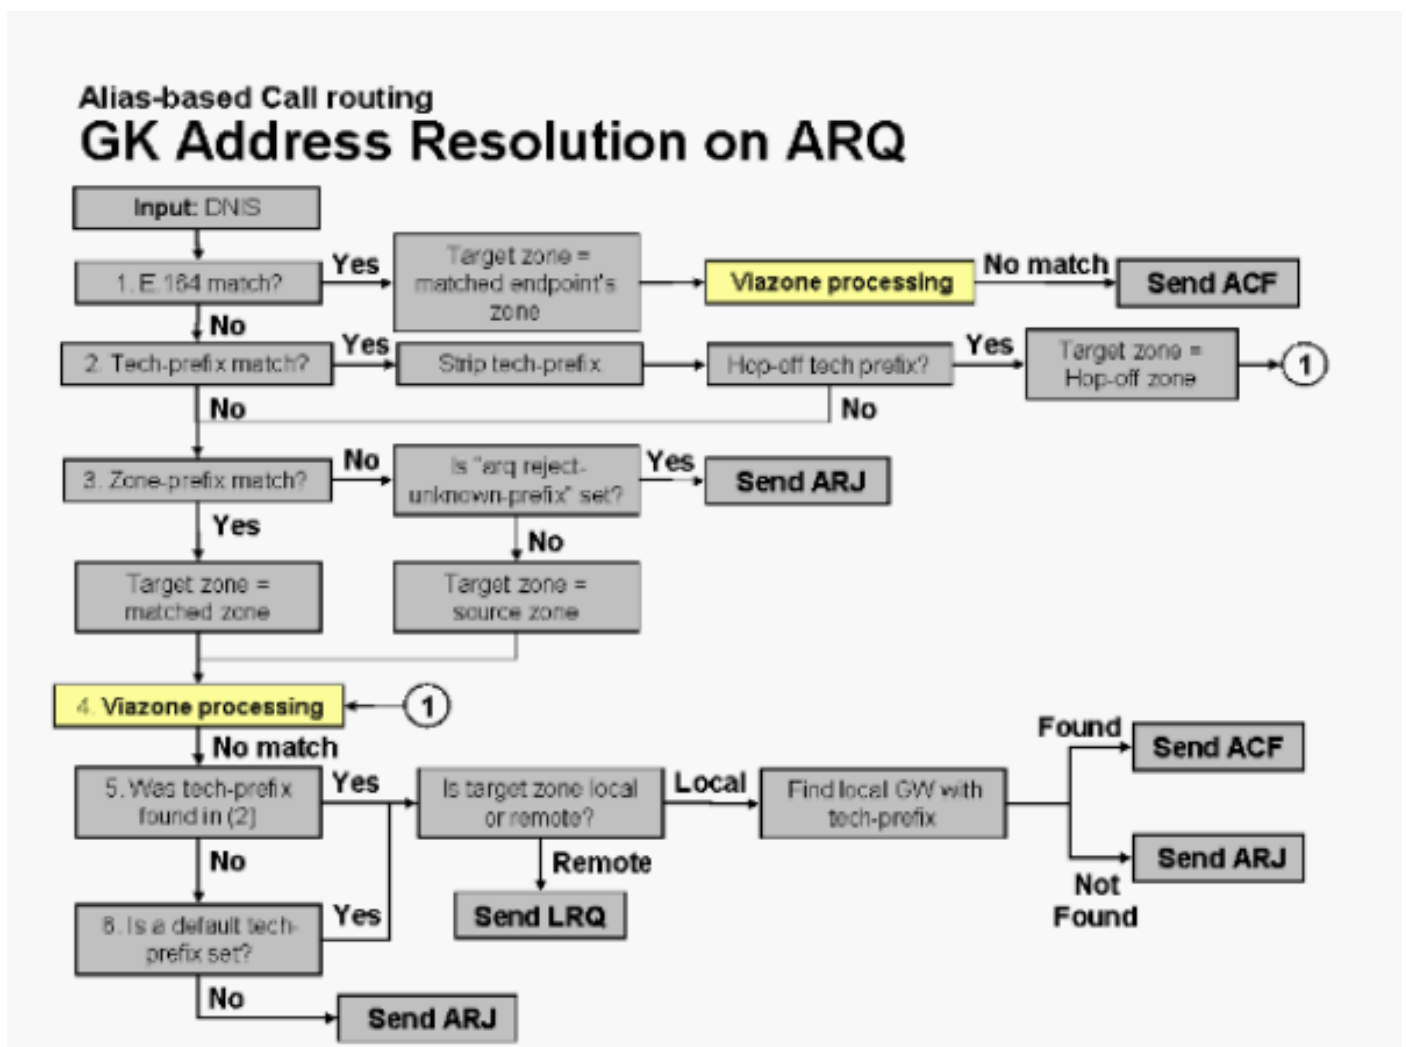 Alias-based Call routing
GK Address Resolution on ARQ
Input: DNIS
1. E.164 match?
Yes
Target zone =
matched endpoint's
zone
Viazone processing
No match
Send ACF
No
2. Tech-prefix match?
Yes
Strip tech-prefix
Hop-off tech prefix?
Yes
Target zone =
Hop-off zone
1
No
No
3. Zone-prefix match?
No
Is "arq reject-
unknown-prefix" set?
Yes
Send ARJ
Yes
No
Target zone =
matched zone
Target zone =
source zone
4. Viazone processing
1
No match
5. Was tech-prefix
found in (2]
Yes
Is target zone local
or remote?
Local
Find local GW with
tech-prefix
Found
Send ACF
Send ARJ
Not
Found
No
Remote
Send LRQ
6. Is a default tech-
prefix set?
Yes
No
Send ARJ